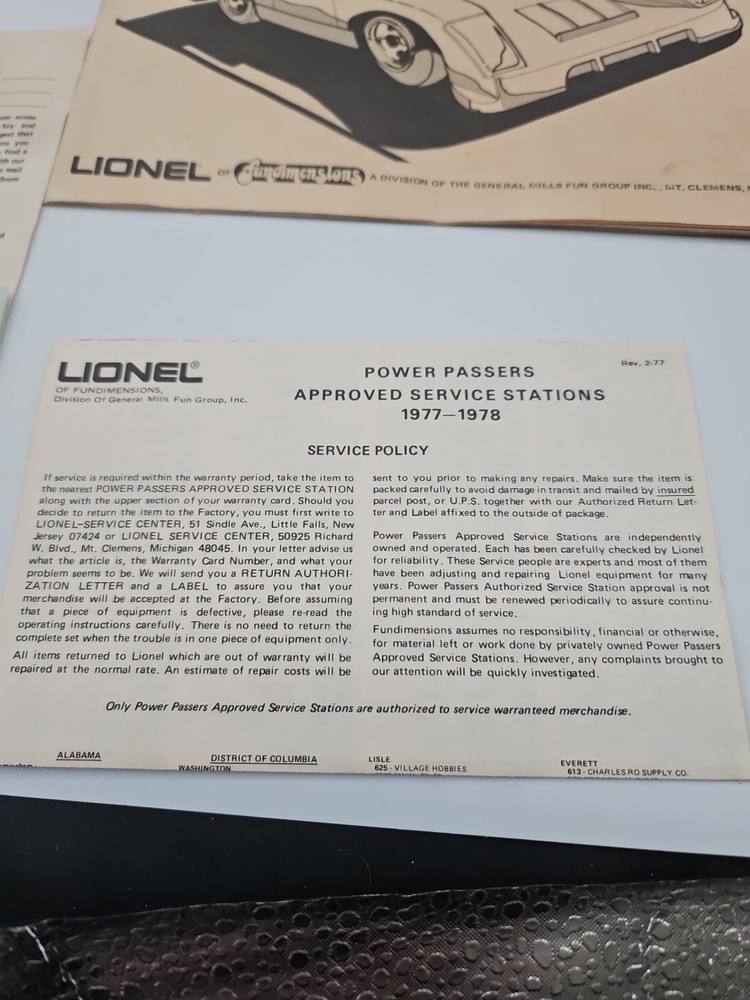 LIONEL OF Fundimensions A DIVISION OF THE GENERAL MILLS FUN GROUP INC., MT. CLEMENS,
LIONEL®
OF FUNDIMENSIONS,
Division Of General Mills Fun Group, Inc.
POWER PASSERS
APPROVED SERVICE STATIONS
1977–1978
Rev. 2-77
SERVICE POLICY
If service is required within the warranty period, take the item to
the nearest POWER PASSERS APPROVED SERVICE STATION
along with the upper section of your warranty card. Should you
decide to return the item to the Factory, you must first write to
LIONEL-SERVICE CENTER, 51 Sindle Ave., Little Falls, New
Jersey 07424 or LIONEL SERVICE CENTER, 50925 Richard
W. Blvd., Mt. Clemens, Michigan 48045. In your letter advise us
what the article is, the Warranty Card Number, and what your
problem seems to be. We will send you a RETURN AUTHORI-
ZATION LETTER and a LABEL to assure you that your
merchandise will be accepted at the Factory. Before assuming
that a piece of equipment is defective, please re-read the
operating instructions carefully. There is no need to return the
complete set when the trouble is in one piece of equipment only.
All items returned to Lionel which are out of warranty will be
repaired at the normal rate. An estimate of repair costs will be
sent to you prior to making any repairs. Make sure the item is
packed carefully to avoid damage in transit and mailed by insured
parcel post, or U.P.S. together with our Authorized Return Let-
ter and Label affixed to the outside of package.
Power Passers Approved Service Stations are independently
owned and operated. Each has been carefully checked by Lionel
for reliability. These Service people are experts and most of them
have been adjusting and repairing Lionel equipment for many
years. Power Passers Authorized Service Station approval is not
permanent and must be renewed periodically to assure continu-
ing high standard of service.
Fundimensions assumes no responsibility, financial or otherwise,
for material left or work done by privately owned Power Passers
Approved Service Stations. However, any complaints brought to
our attention will be quickly investigated.
Only Power Passers Approved Service Stations are authorized to service warranteed merchandise.
ALABAMA
DISTRICT OF COLUMBIA
WASHINGTON
LISLE
625 - VILLAGE HOBBIES
EVERETT
613 - CHARLES RO SUPPLY CO.